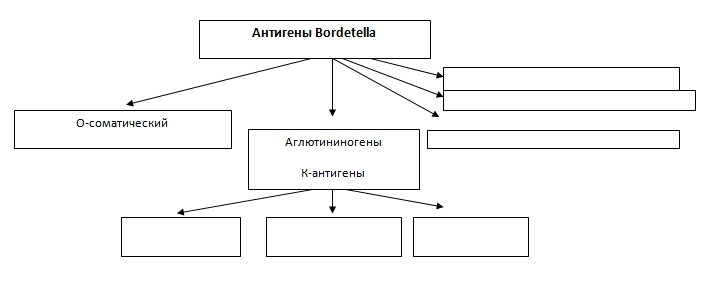 Антигены Bordetella
О-соматический
Аглютининогены
К-антигены